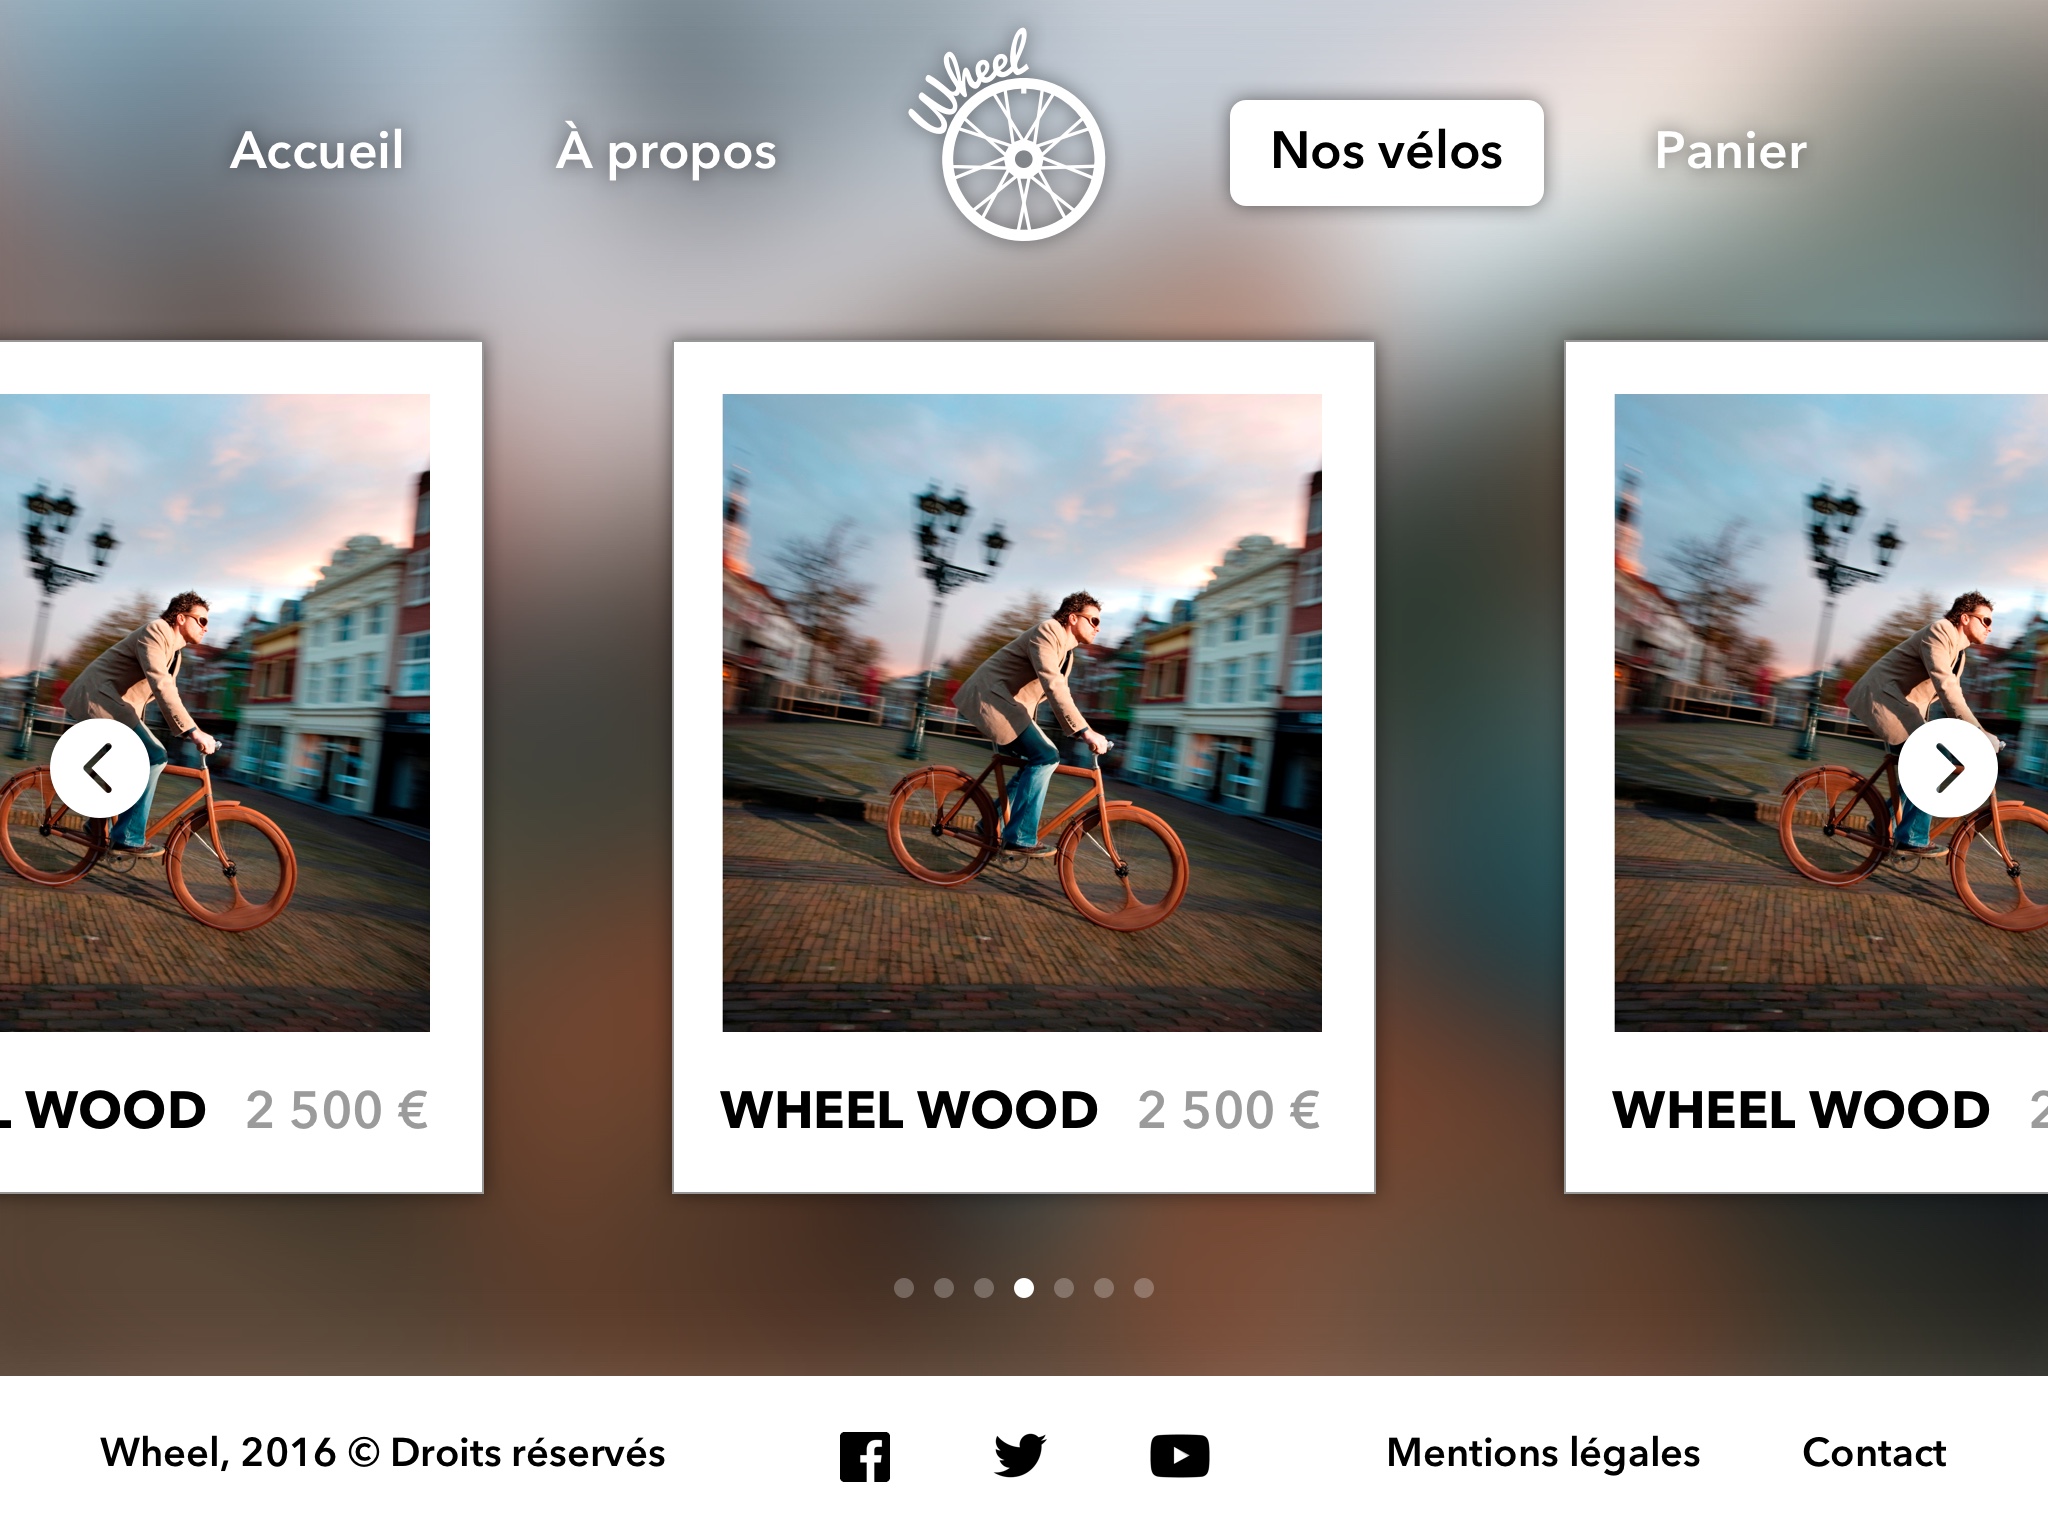 Wheel
Accueil
À propos
Nos vélos
Panier
L WOOD 2 500 €
WHEEL WOOD 2 500 €
WHEEL WOOD 2
Wheel, 2016 © Droits réservés
Mentions légales
Contact